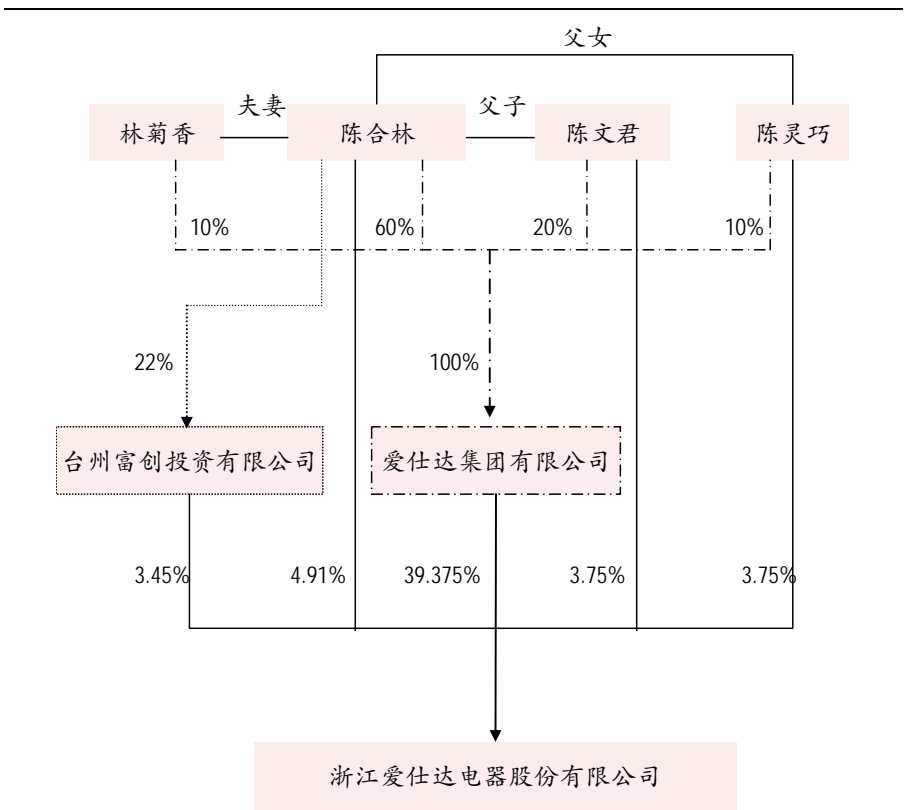 父女
夫妻
父子
林菊香
陈合林
陈文君
陈灵巧
10%
60%
20%
10%
22%
100%
台州富创投资有限公司
爱仕达集团有限公司
3.45%
4.91%
39.375%
3.75%
3.75%
浙江爱仕达电器股份有限公司